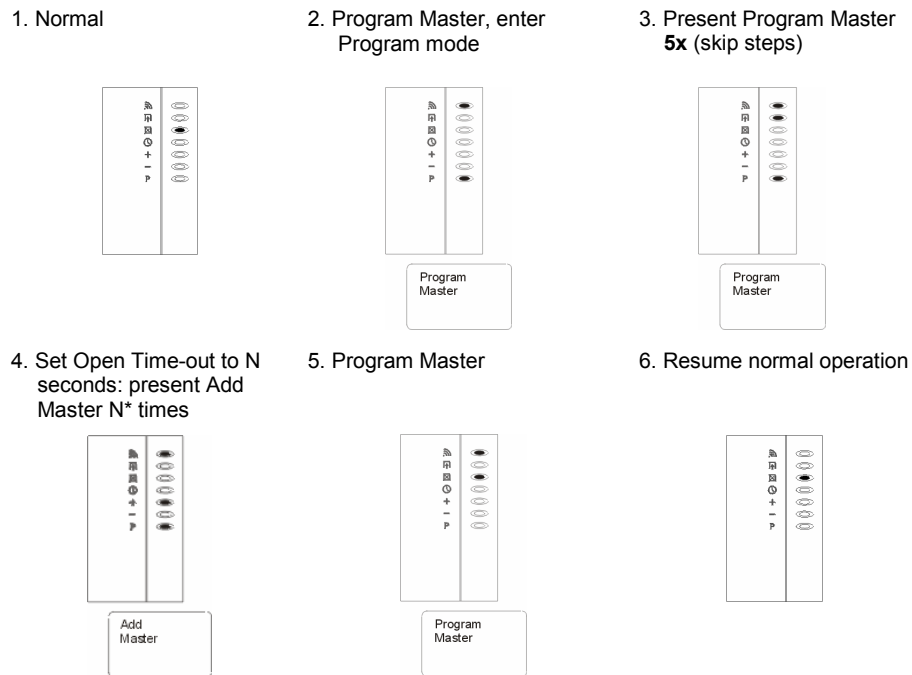 1. Normal
2. Program Master, enter
Program mode
3. Present Program Master
5x (skip steps)
+
−
P
+
−
P
Program
Master
+
−
P
Program
Master
4. Set Open Time-out to N
seconds: present Add
Master N* times
5. Program Master
6. Resume normal operation
+
−
P
Add
Master
+
−
P
Program
Master
+
−
P